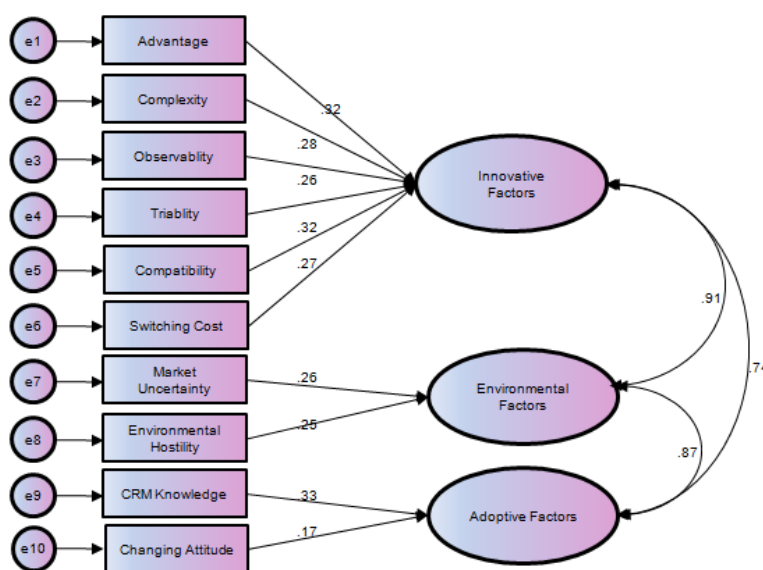 e1
Advantage
e2
Complexity
.32
e3
Observablity
.28
Innovative
Factors
e4
Triablity
.26
e5
Compatibility
.32
.27
e6
Switching Cost
.91
e7
Market
Uncertainty
.26
Environmental
Factors
.74
e8
Environmental
Hostility
.25
.87
e9
CRM Knowledge
.33
Adoptive Factors
e10
Changing Attitude
.17